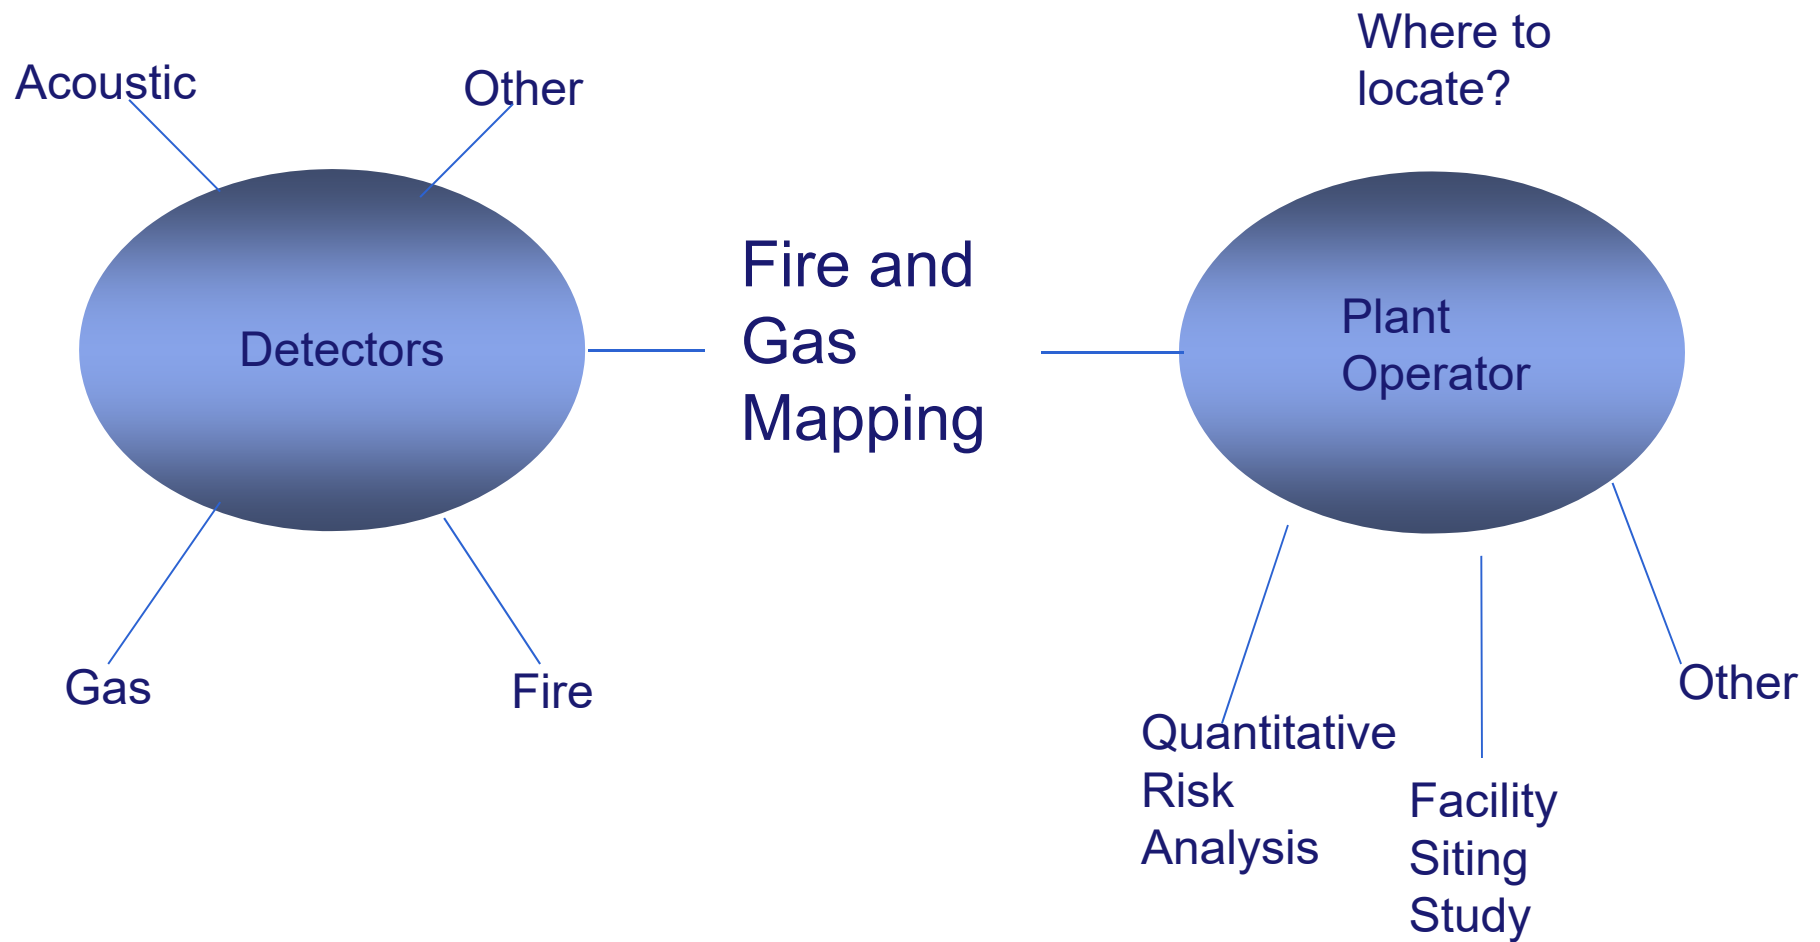 Acoustic
Other
Where to
locate?
Detectors
Fire and
Gas
Mapping
Plant
Operator
Gas
Fire
Quantitative
Risk
Analysis
Facility
Siting
Study
Other